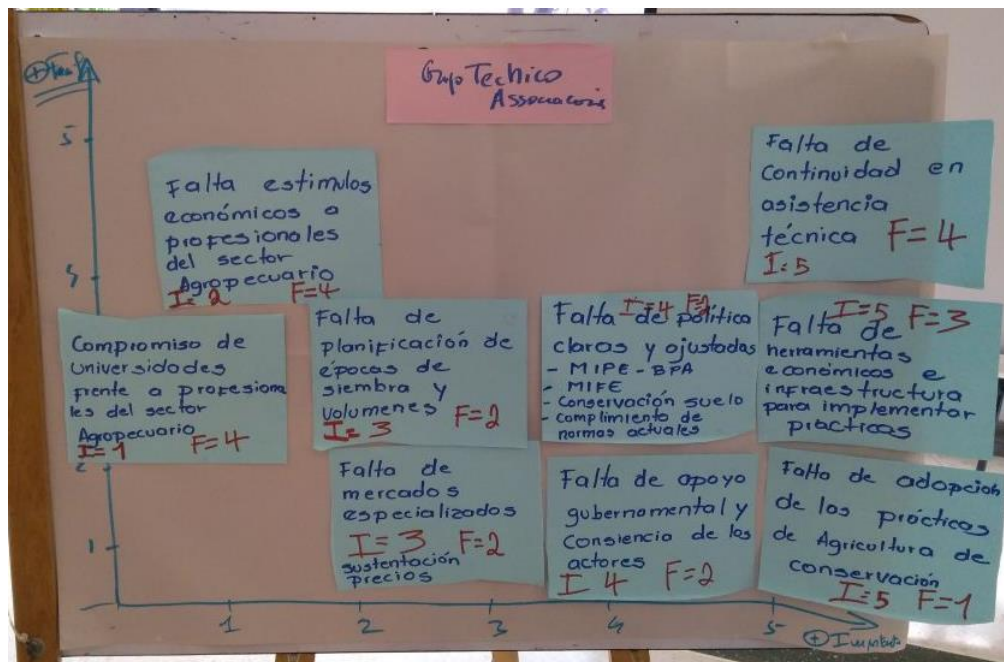 Grupo Technico
5
4
2
1
1
2
3
4
5
Falta estimulos
económicos a
profesionales
del sector
Agropecuario
I=2 F=4
Falta de
Continuidad en
asistencia
técnica F=4
I=5
Compromiso de
Universidades
frente a profesiona
les del sector
Agropecuario
I=1 F=4
Falta de
planificación de
épocas de
siembra y
Volumenes F=2
I=3
I=4
Falta de política
claras y ajustadas
- MIPE-BPA
- MIFE
- Conservación suelo
- Complimiento de
normas actuales
I=5 F=3
Falta de
herramientas
económicos e
infraestructura
para implementar
prácticas
Falta de
mercados
especializados
I=3 F=2
sustentación
precios
Falta de apoyo
gubernamental y
Consiencia de los
actores
I 4 F=2
Falta de adopción
de las prácticas
de Agricultura de
conservación
I=5 F=1